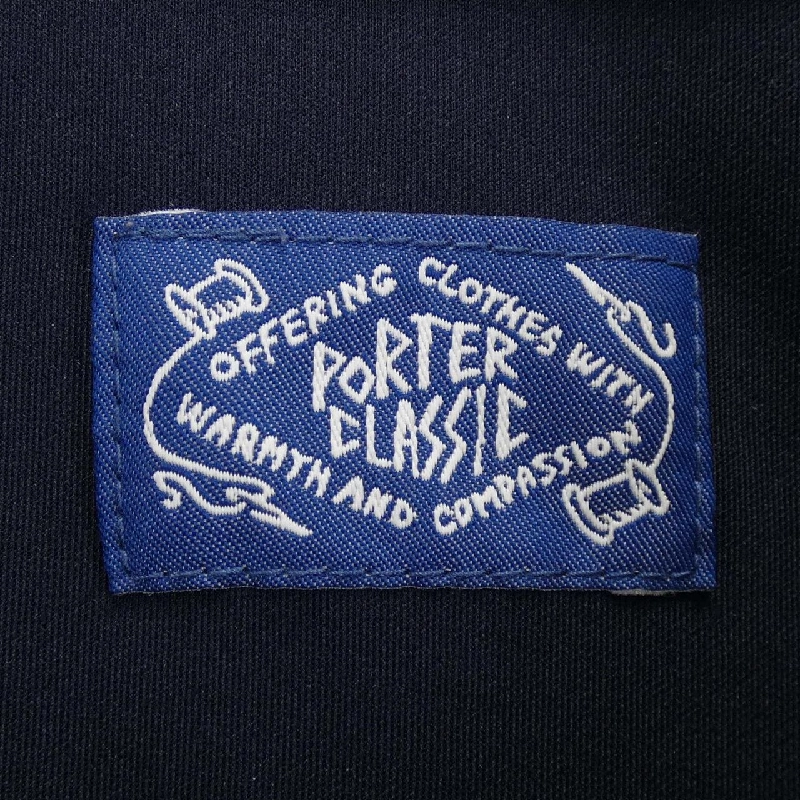 OFFERING CLOTHES WITH
PORTER
CLASSIC
WARMTH AND COMPASSION